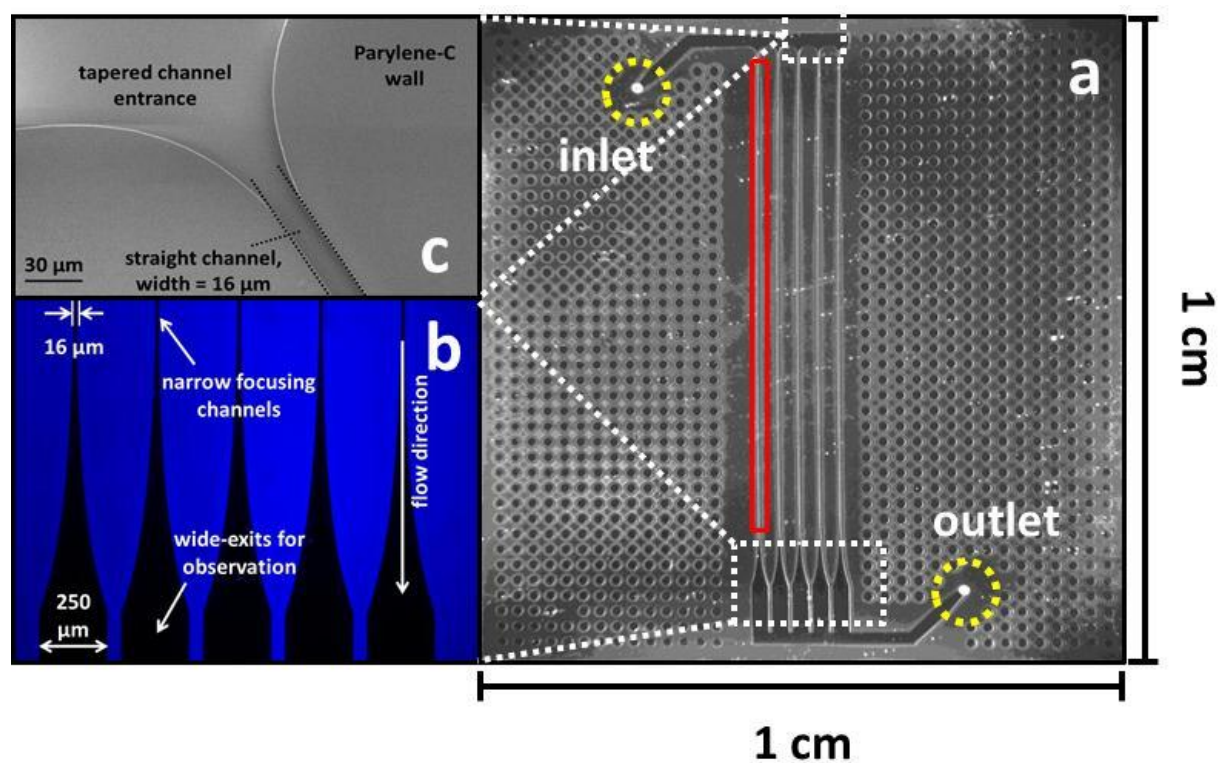 tapered channel
entrance
Parylene-C
wall
30 μm
straight channel,
width = 16 μm
c
16 μm
b
narrow focusing
channels
flow direction
wide-exits for
observation
250
μm
a
inlet
outlet
1 cm
1 cm